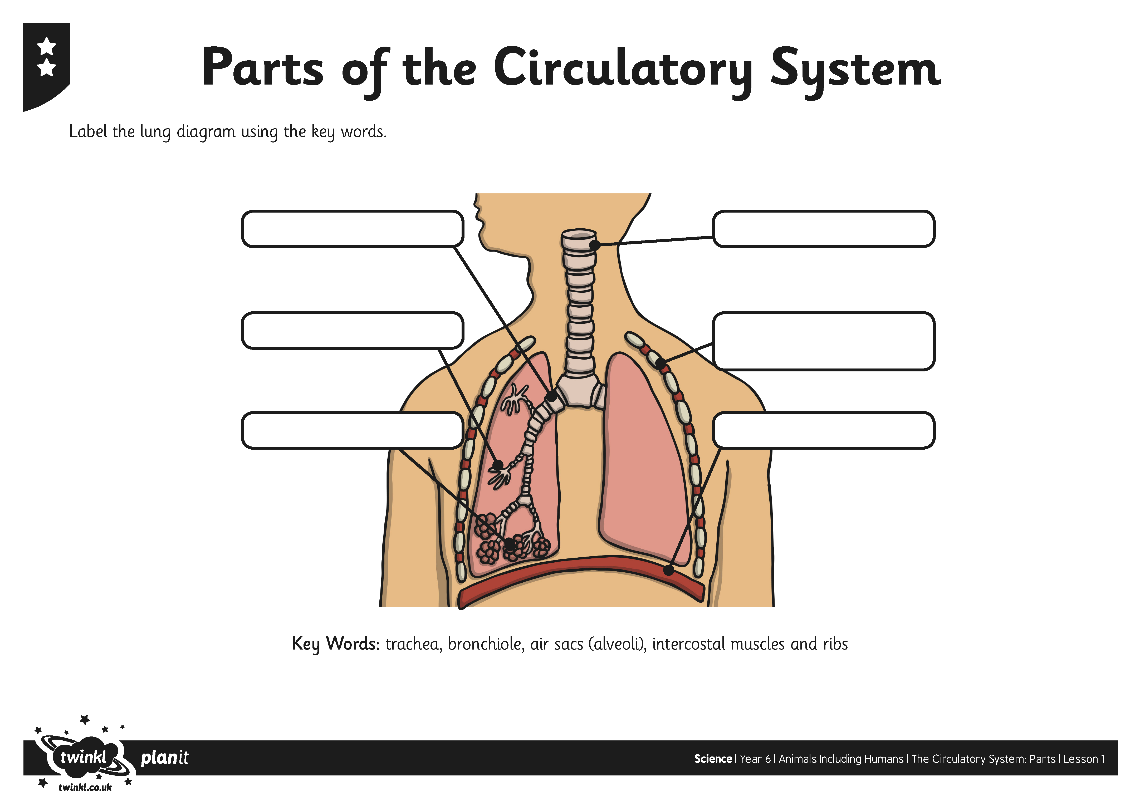 Parts of the Circulatory System
Label the lung diagram using the key words.
Key Words: trachea, bronchiole, air sacs (alveoli), intercostal muscles and ribs
twinkl
planit
Science | Year 6 | Animals Including Humans | The Circulatory System: Parts | Lesson 1
twinkl.co.uk